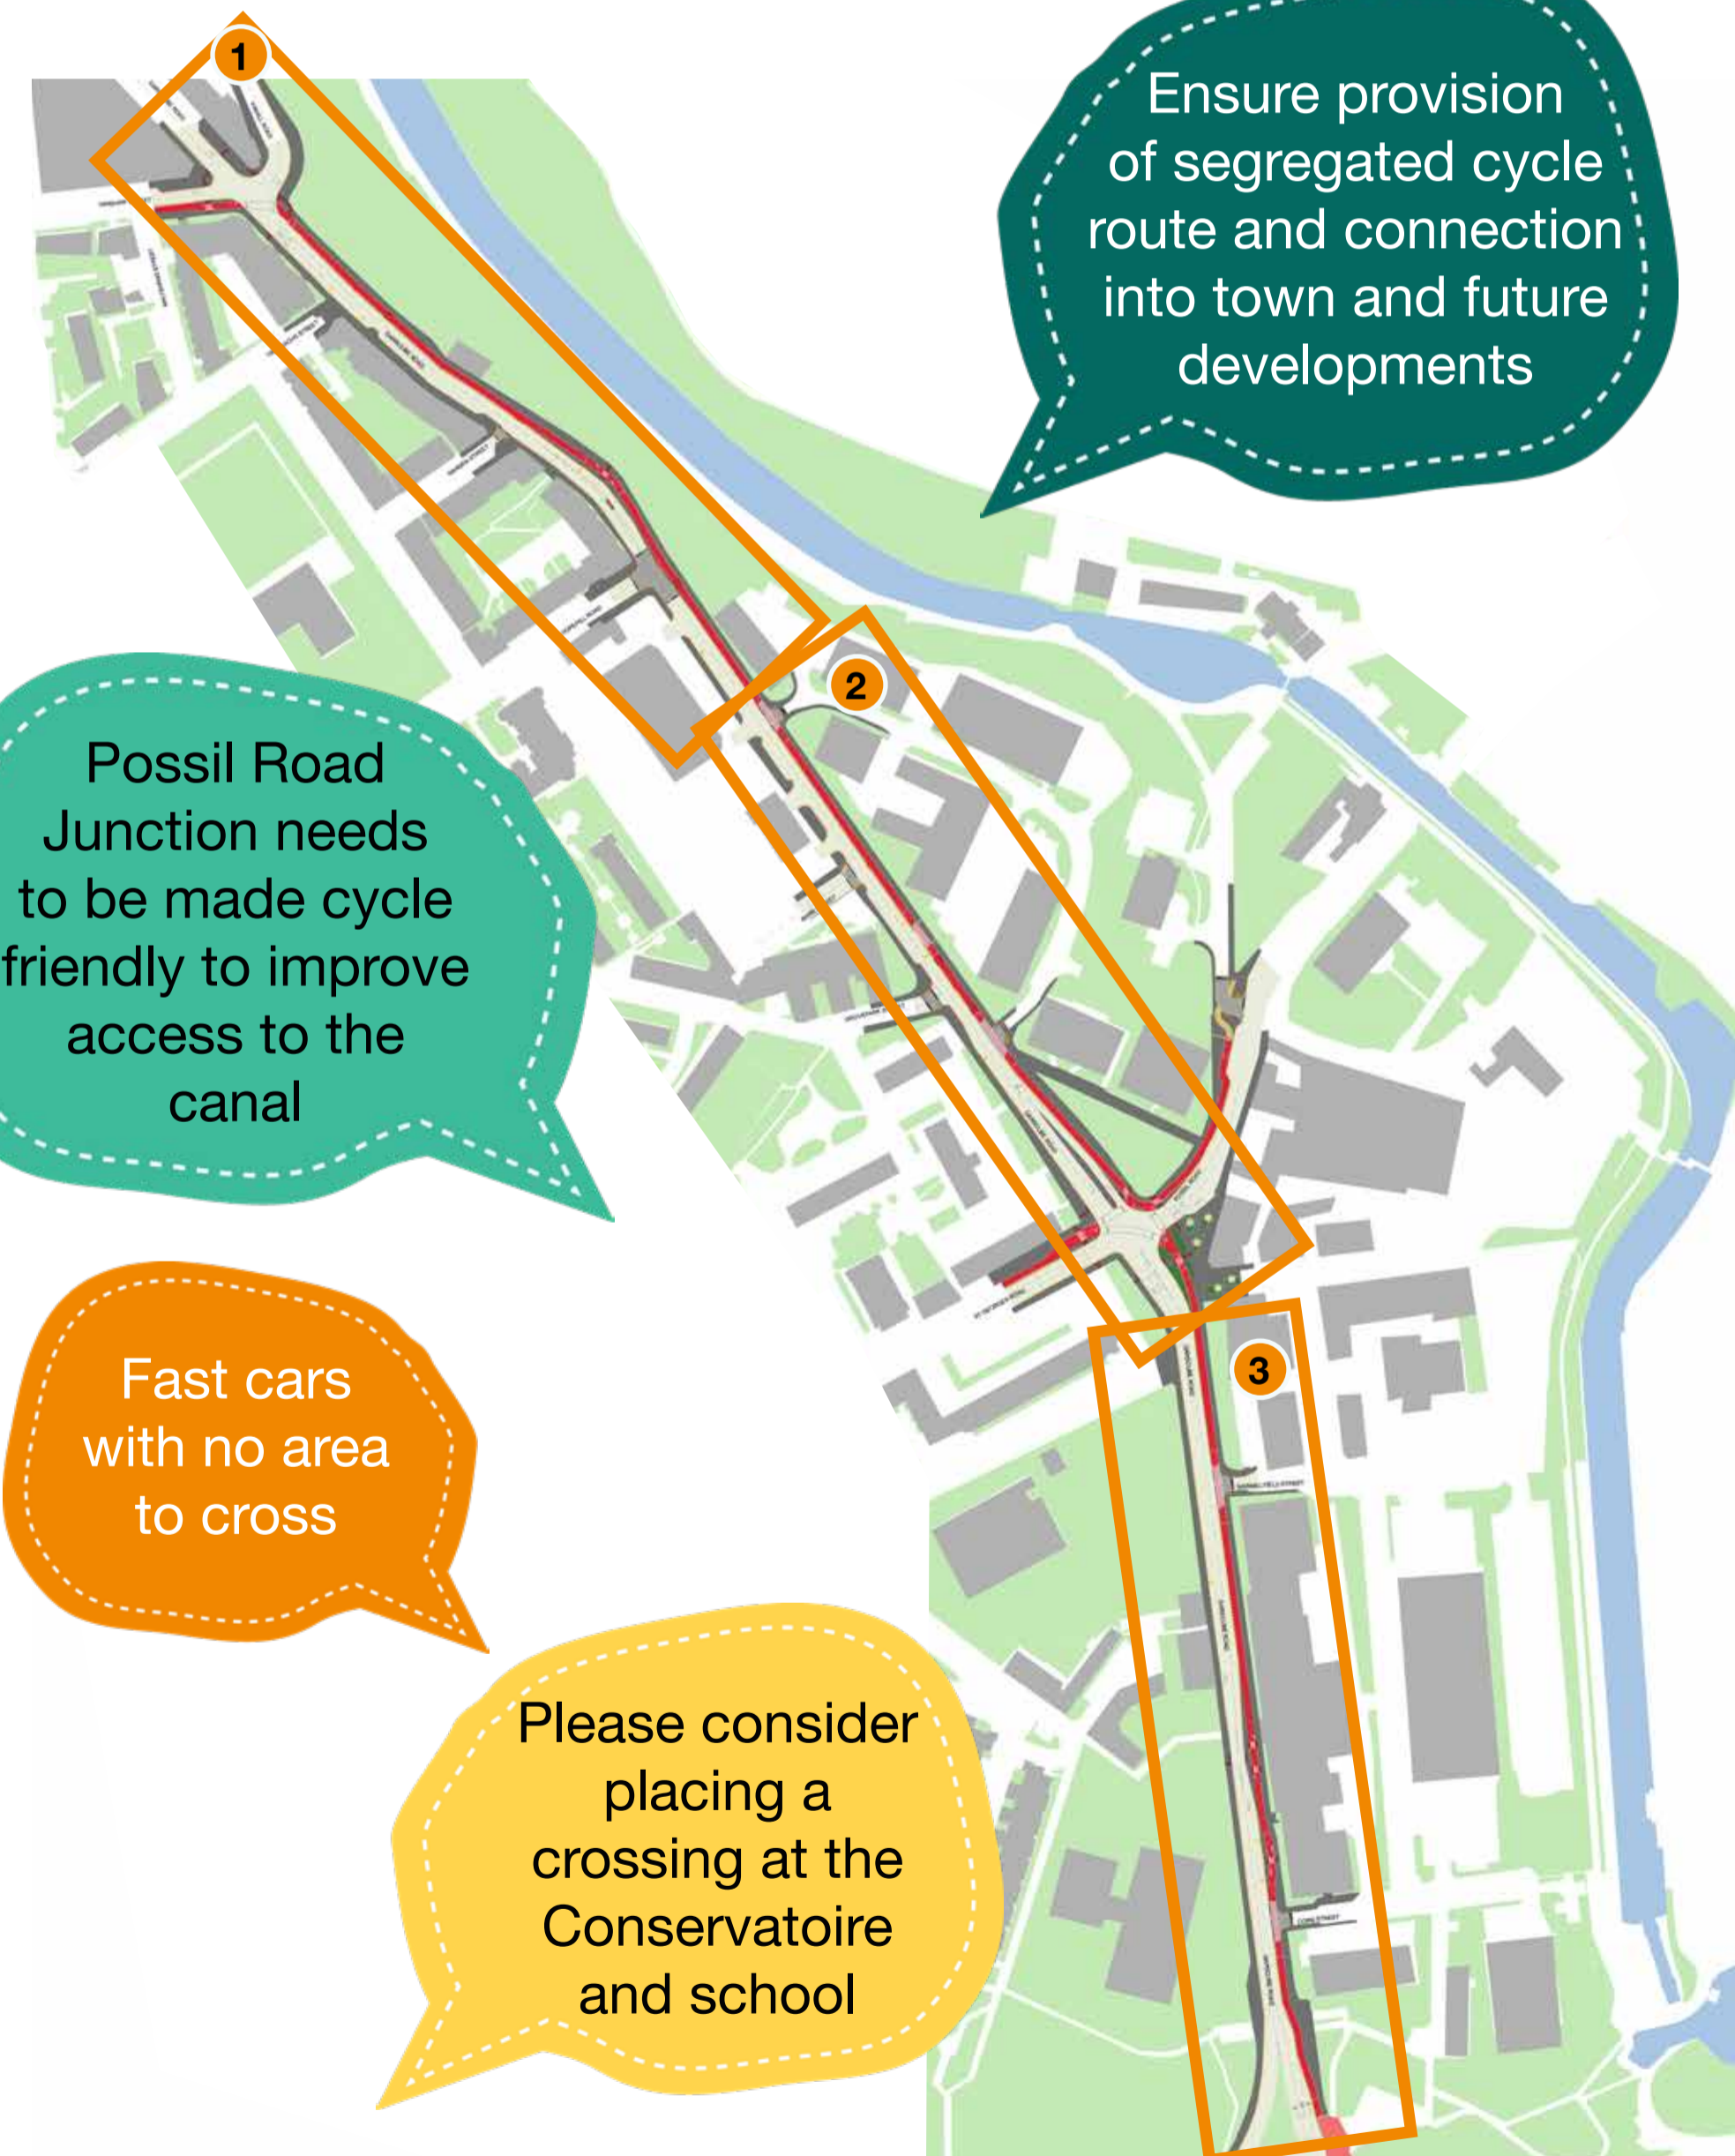 1
Ensure provision
of segregated cycle
route and connection
into town and future
developments
2
Possil Road
Junction needs
to be made cycle
friendly to improve
access to the
canal
Fast cars
with no area
to cross
3
Please consider
placing a
crossing at the
Conservatoire
and school